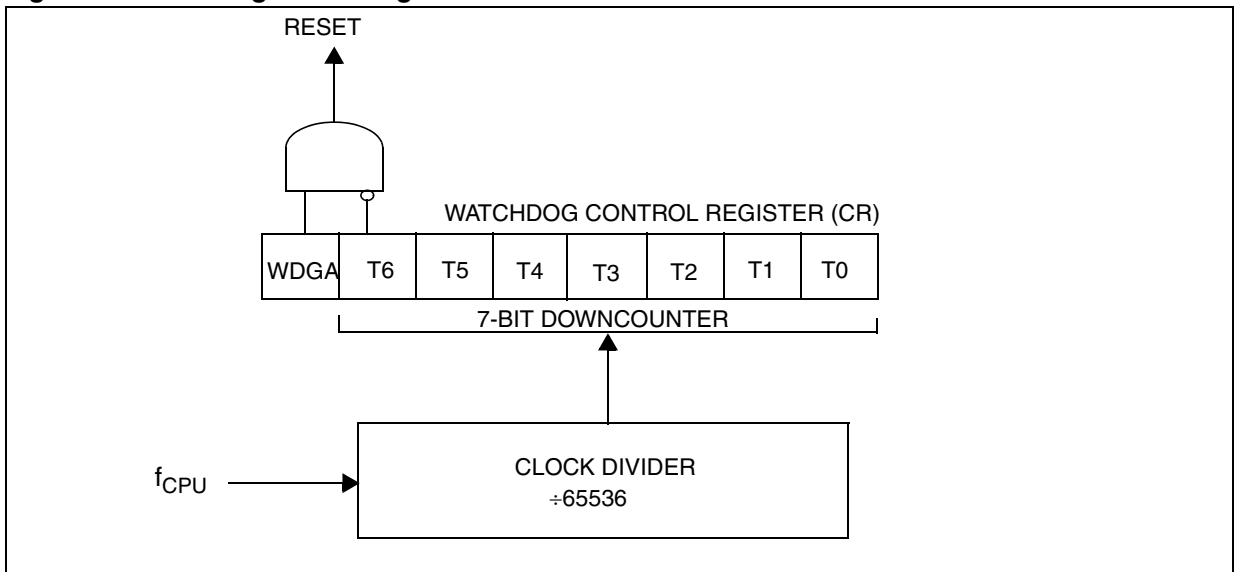 RESET
WATCHDOG CONTROL REGISTER (CR)
WDGA T6 T5 T4 T3 T2 T1 T0
7-BIT DOWNCOUNTER
fCPU
CLOCK DIVIDER
÷65536